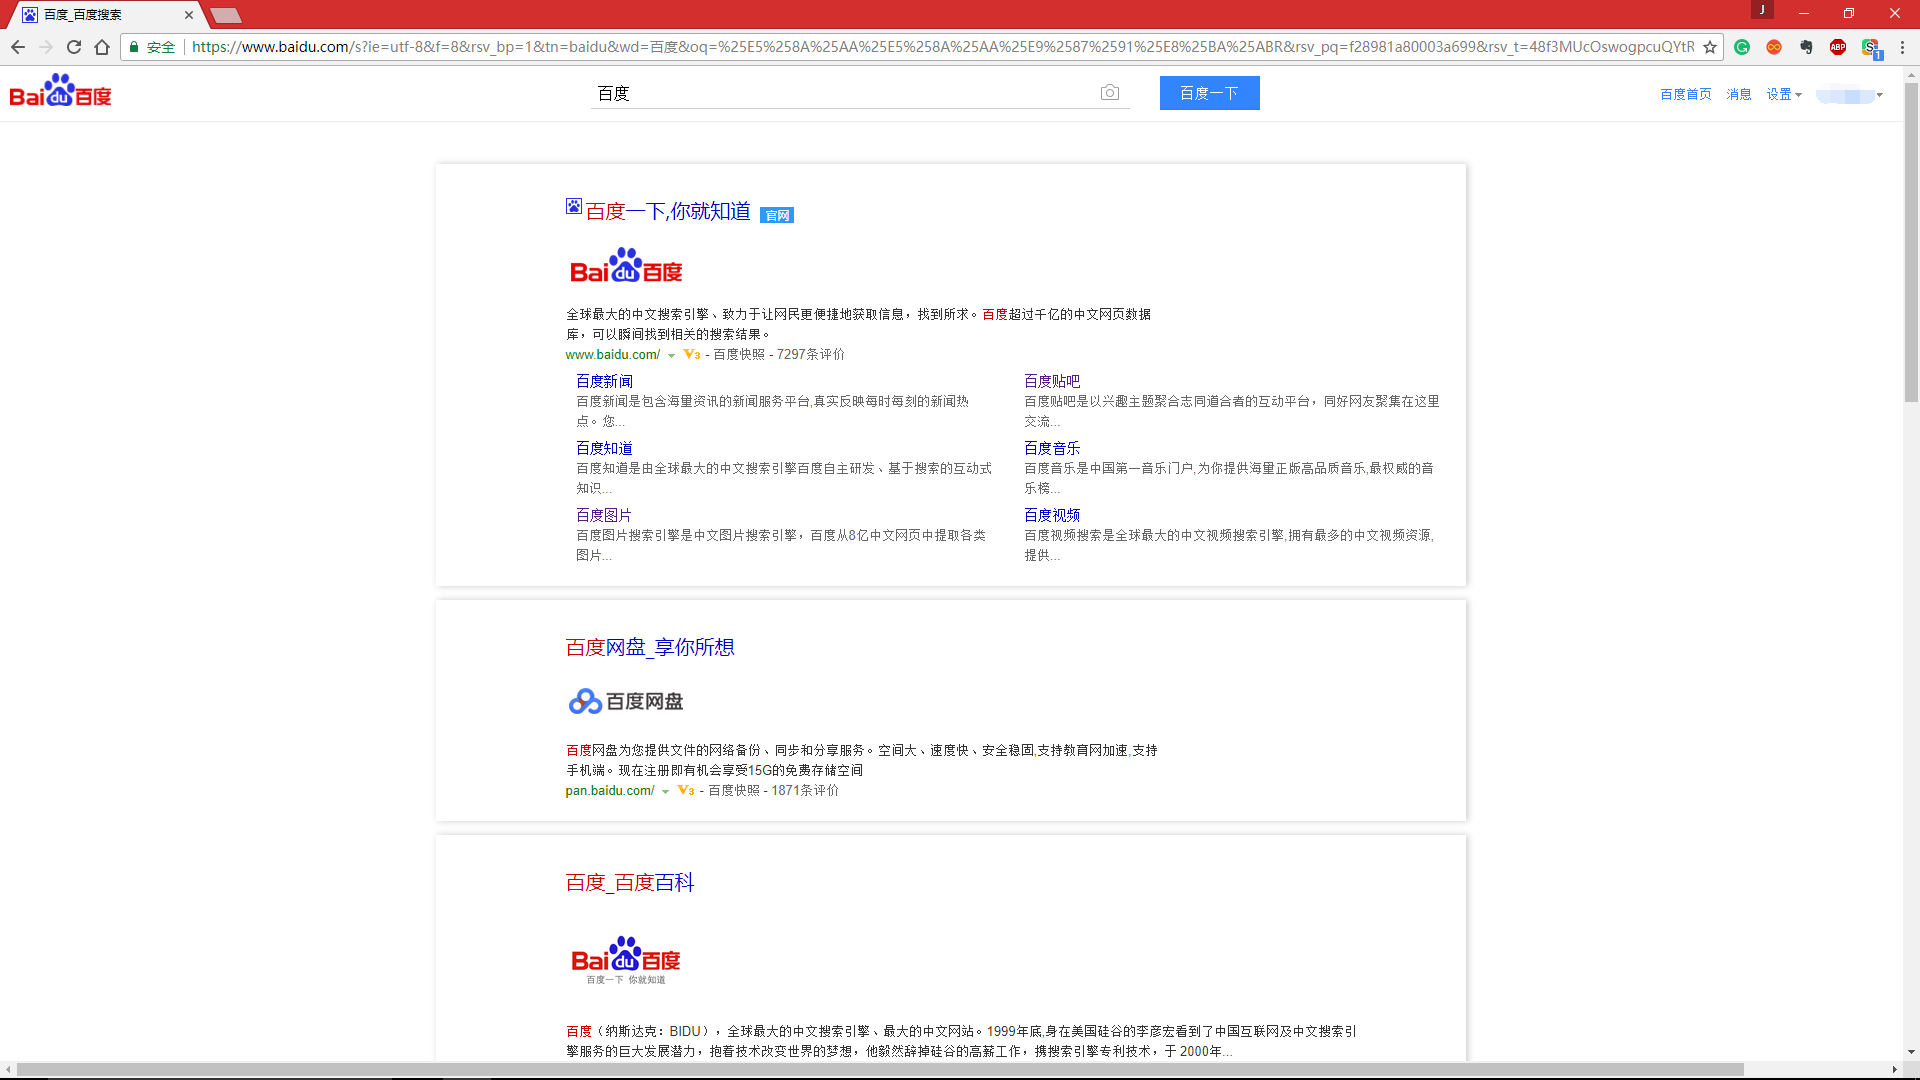 百度_百度搜索
J
安全 https://www.baidu.com/s?ie=utf-8&f=8&rsv_bp=1&tn=baidu&wd=百度&oq=%25E5%258A%25AA%25E5%258A%25AA%25E9%2587%2591%25E8%25BA%25ABR&rsv_pq=f28981a80003a699&rsv_t=48f3MUcOswogpcuQYtR
ABP
S 1
Bai du 百度
百度
百度一下
百度首页 消息 设置
百度一下,你就知道 官网
Bai du 百度
全球最大的中文搜索引擎、致力于让网民更便捷地获取信息，找到所求。百度超过千亿的中文网页数据
库，可以瞬间找到相关的搜索结果。
www.baidu.com/ V3 - 百度快照 - 7297条评价
百度新闻
百度新闻是包含海量资讯的新闻服务平台,真实反映每时每刻的新闻热
点。您...
百度贴吧
百度贴吧是以兴趣主题聚合志同道合者的互动平台，同好网友聚集在这里
交流...
百度知道
百度知道是由全球最大的中文搜索引擎百度自主研发、基于搜索的互动式
知识...
百度音乐
百度音乐是中国第一音乐门户,为你提供海量正版高品质音乐,最权威的音
乐榜...
百度图片
百度图片搜索引擎是中文图片搜索引擎，百度从8亿中文网页中提取各类
图片...
百度视频
百度视频搜索是全球最大的中文视频搜索引擎,拥有最多的中文视频资源,
提供...
百度网盘_享你所想
百度网盘
百度网盘为您提供文件的网络备份、同步和分享服务。空间大、速度快、安全稳固,支持教育网加速,支持
手机端。现在注册即有机会享受15G的免费存储空间
pan.baidu.com/ V3 - 百度快照 - 1871条评价
百度_百度百科
Bai du 百度
百度一下 你就知道
百度（纳斯达克：BIDU），全球最大的中文搜索引擎、最大的中文网站。1999年底,身在美国硅谷的李彦宏看到了中国互联网及中文搜索引
擎服务的巨大发展潜力，抱着技术改变世界的梦想，他毅然辞掉硅谷的高薪工作，携搜索引擎专利技术，于 2000年...